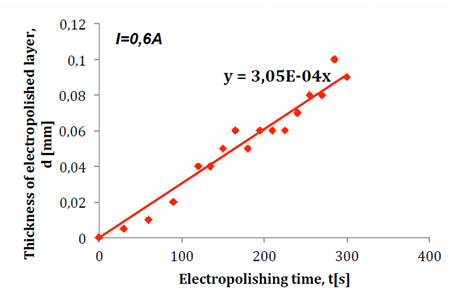 I=0,6A
y = 3,05E-04x
Thickness of electropolished layer,
d [mm]
0,12
0,1
0,08
0,06
0,04
0,02
0
0
100
200
300
400
Electropolishing time, t[s]